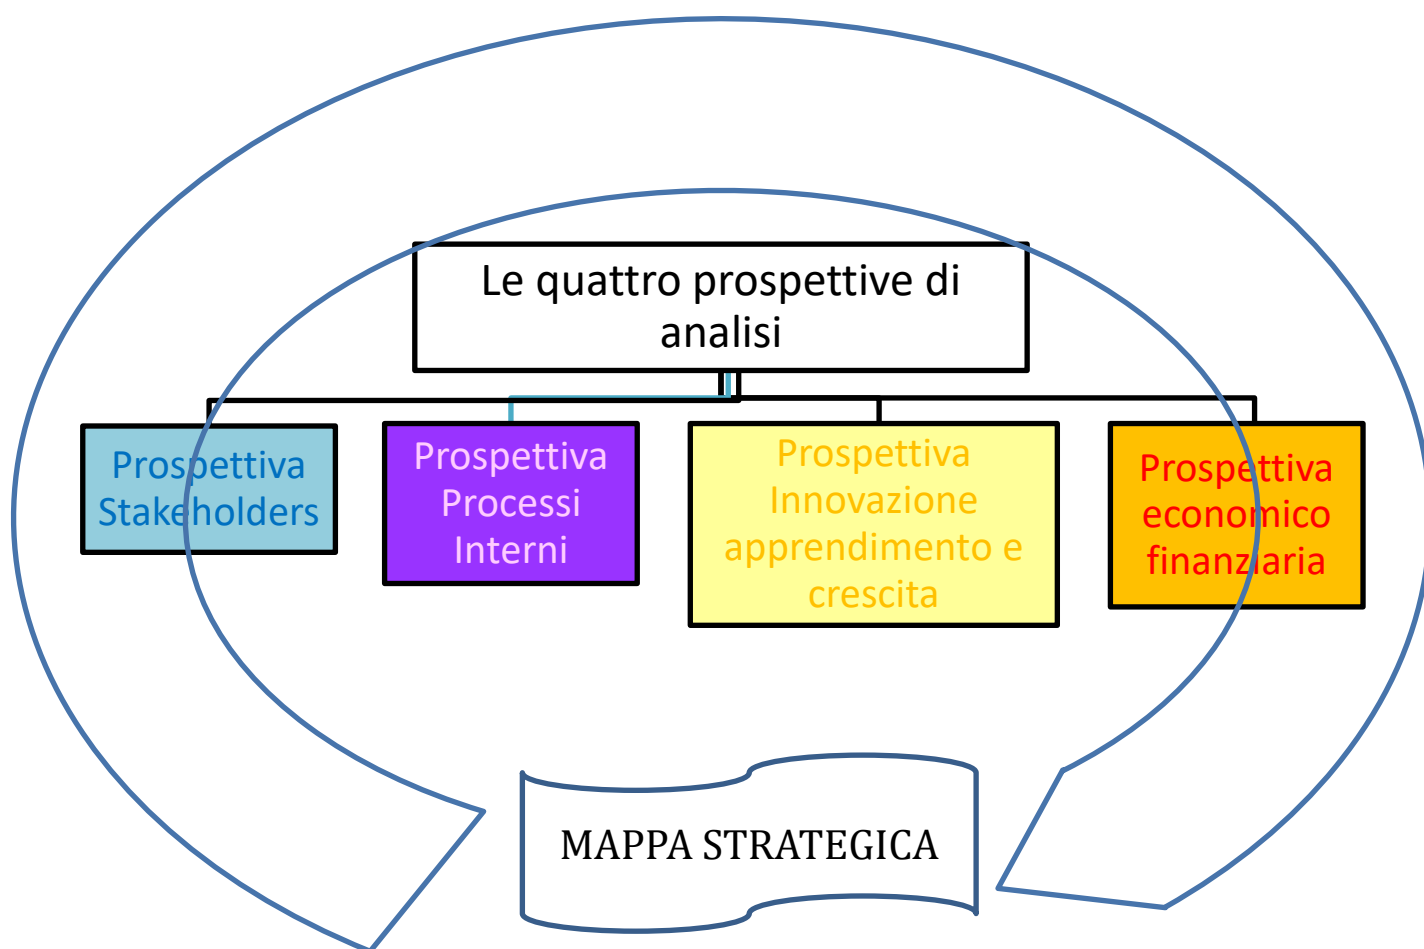 Le quattro prospettive di
analisi
Prospettiva
Stakeholders
Prospettiva
Processi
Interni
Prospettiva
Innovazione
apprendimento e
crescita
Prospettiva
economico
finanziaria
MAPPA STRATEGICA